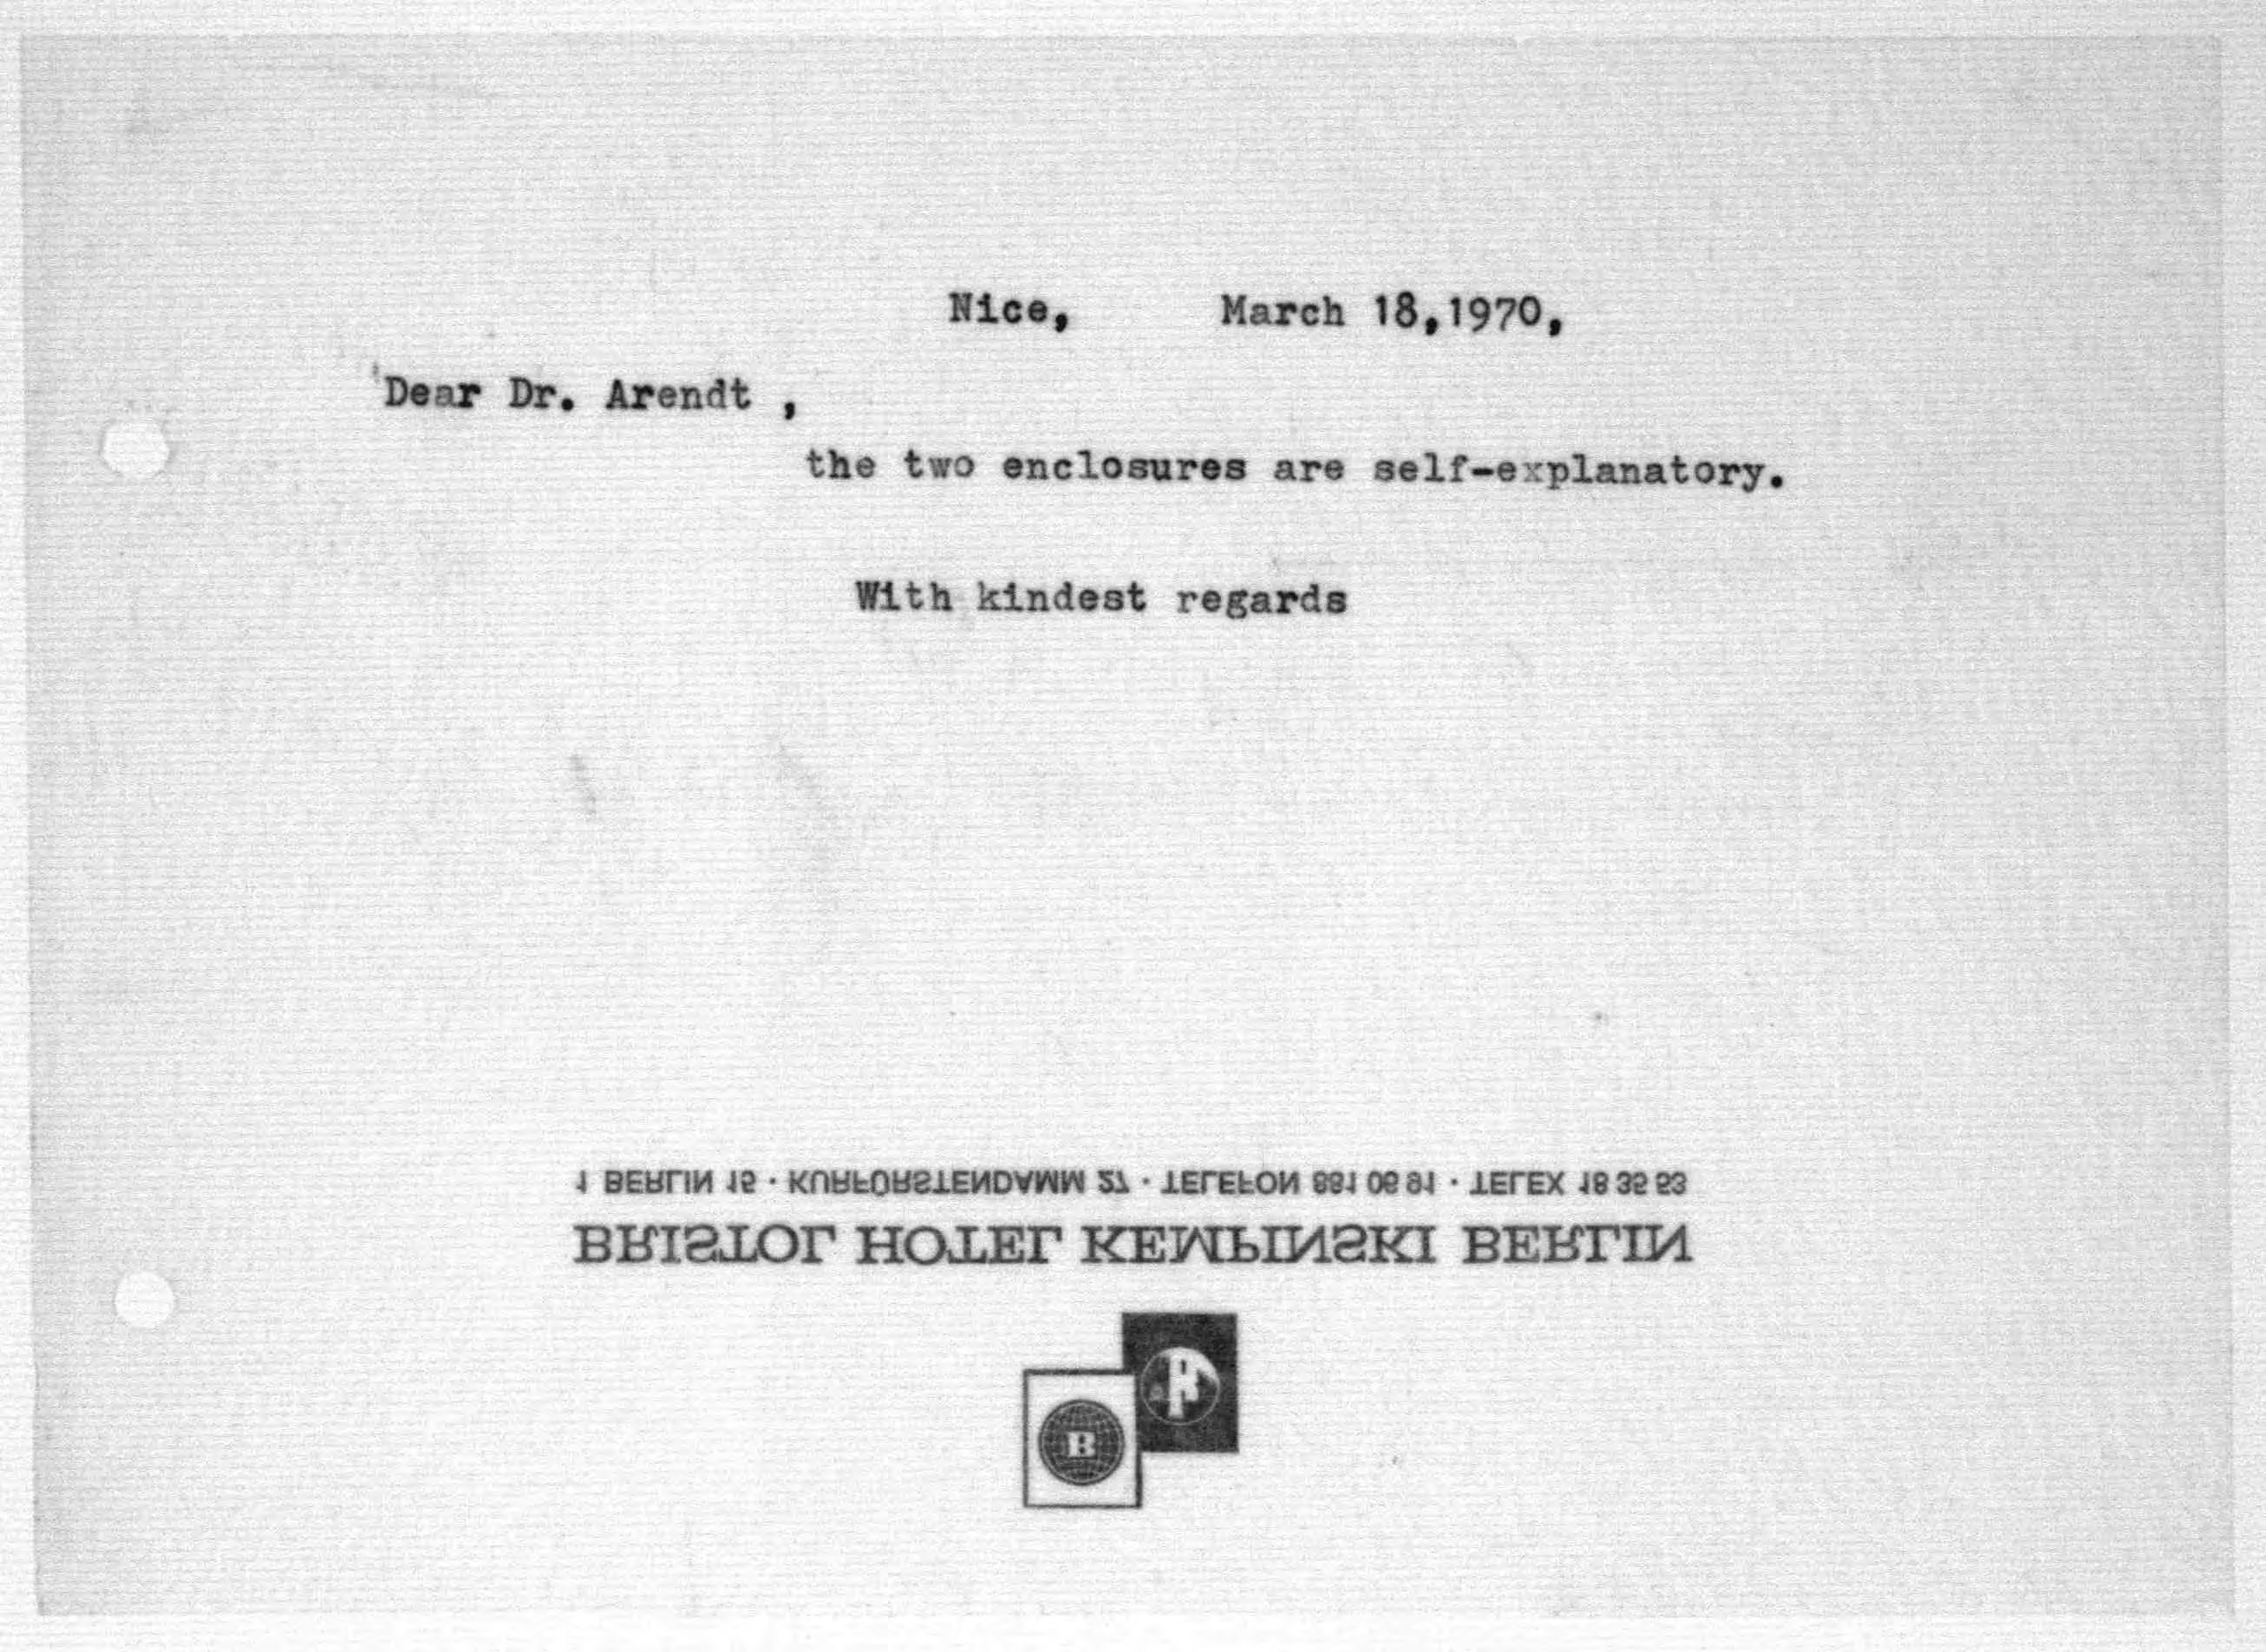 Nice, March 18,1970,
Dear Dr. Arendt ,
the two enclosures are self-explanatory.
With kindest regards
B
BRISTOL HOTEL KEMPINSKI BERLIN
1 BERLIN 15 · KURFÜRSTENDAMM 27 · TELEFON 881 06 91 · TELEX 18 35 53